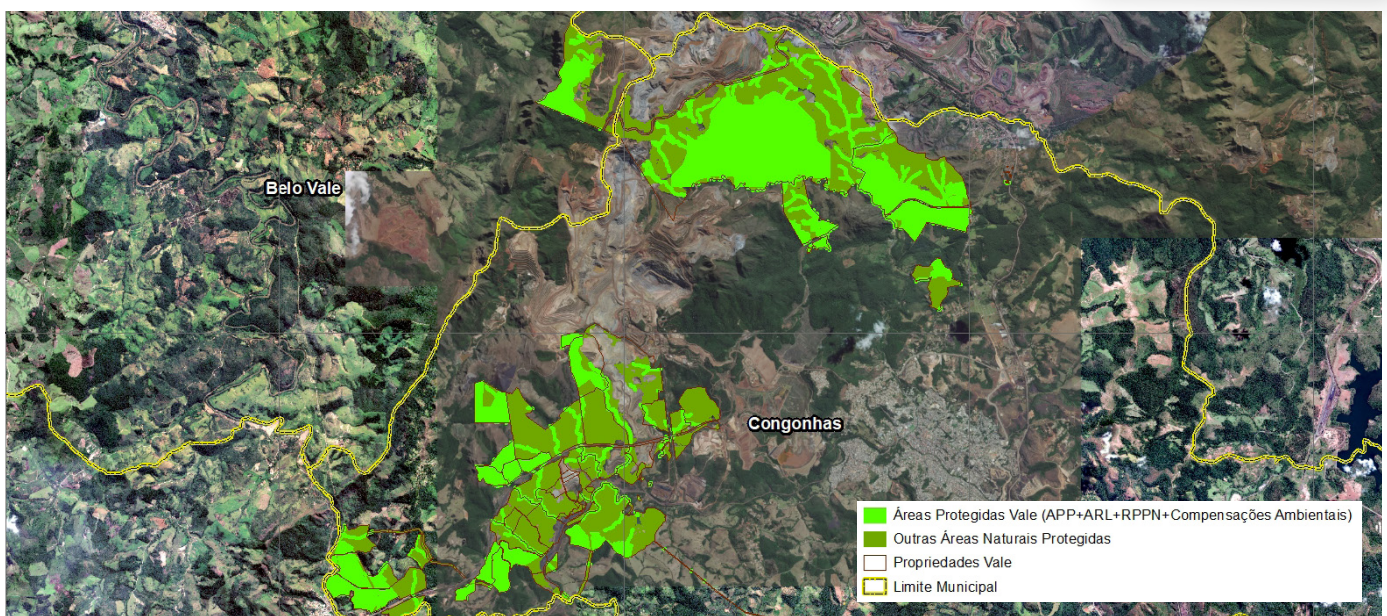 Belo Vale
Congonhas
Áreas Protegidas Vale (APP+ARL+RPPN+Compensações Ambientais)
Outras Áreas Naturais Protegidas
Propriedades Vale
Limite Municipal